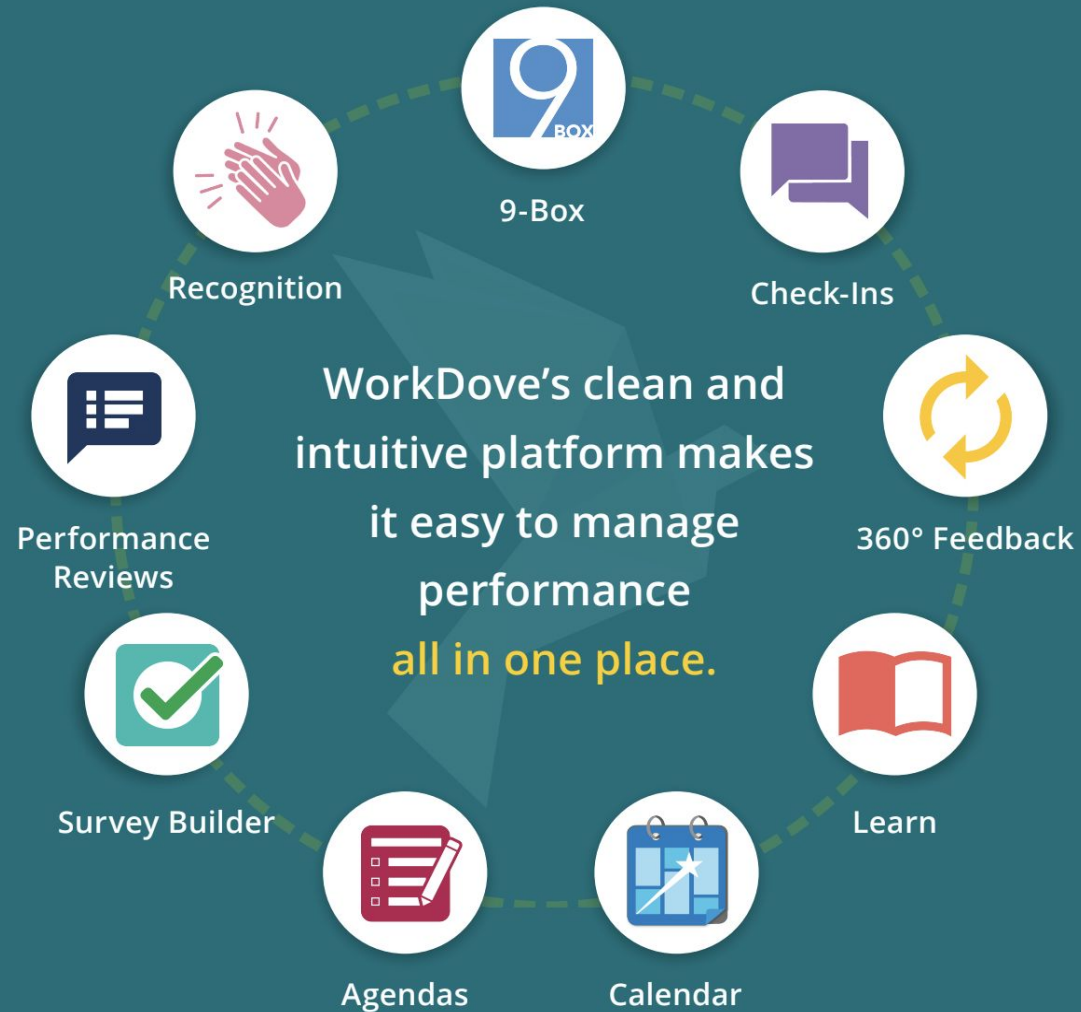 9
BOX
9-Box
Recognition
Check-Ins
WorkDove’s clean and
intuitive platform makes
it easy to manage
performance
all in one place.
Performance
Reviews
360° Feedback
Survey Builder
Learn
Agendas
Calendar